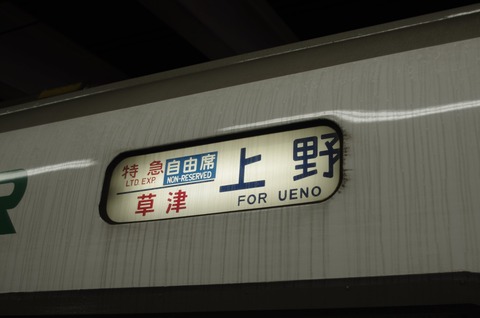 特急 自由席 上野
LTD.EXP. NON-RESERVED
草津 FOR UENO
R